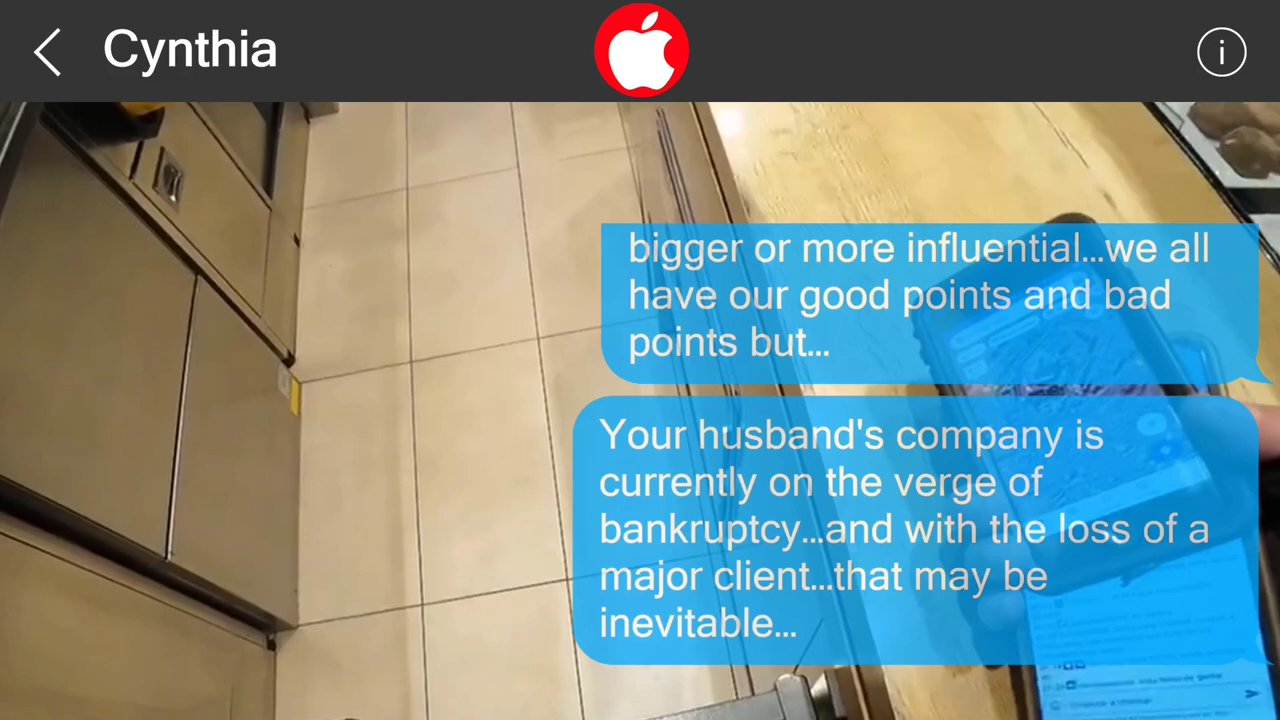 Cynthia
bigger or more influential...we all
have our good points and bad
points but...
Your husband's company is
currently on the verge of
bankruptcy...and with the loss of a
major client...that may be
inevitable...